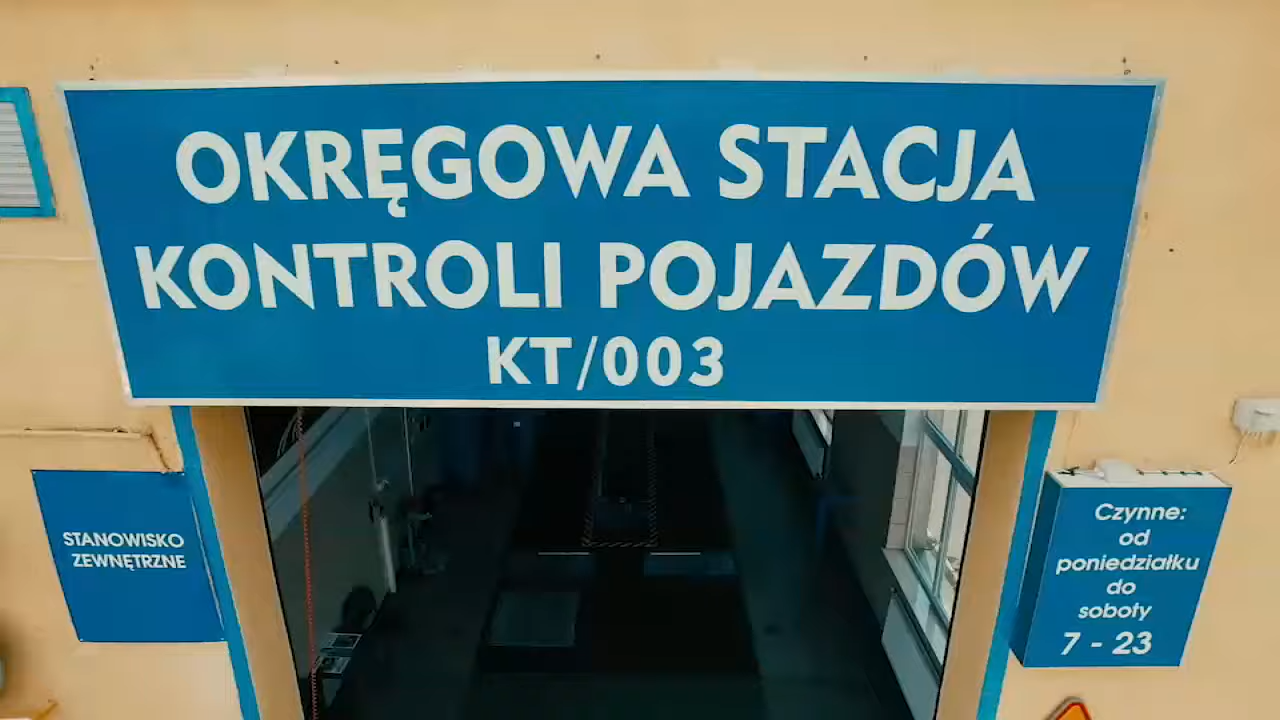 OKRĘGOWA STACJA
KONTROLI POJAZDÓW
KT/003
STANOWISKO
ZEWNĘTRZNE
Czynne:
od
poniedziałku
do
soboty
7 - 23